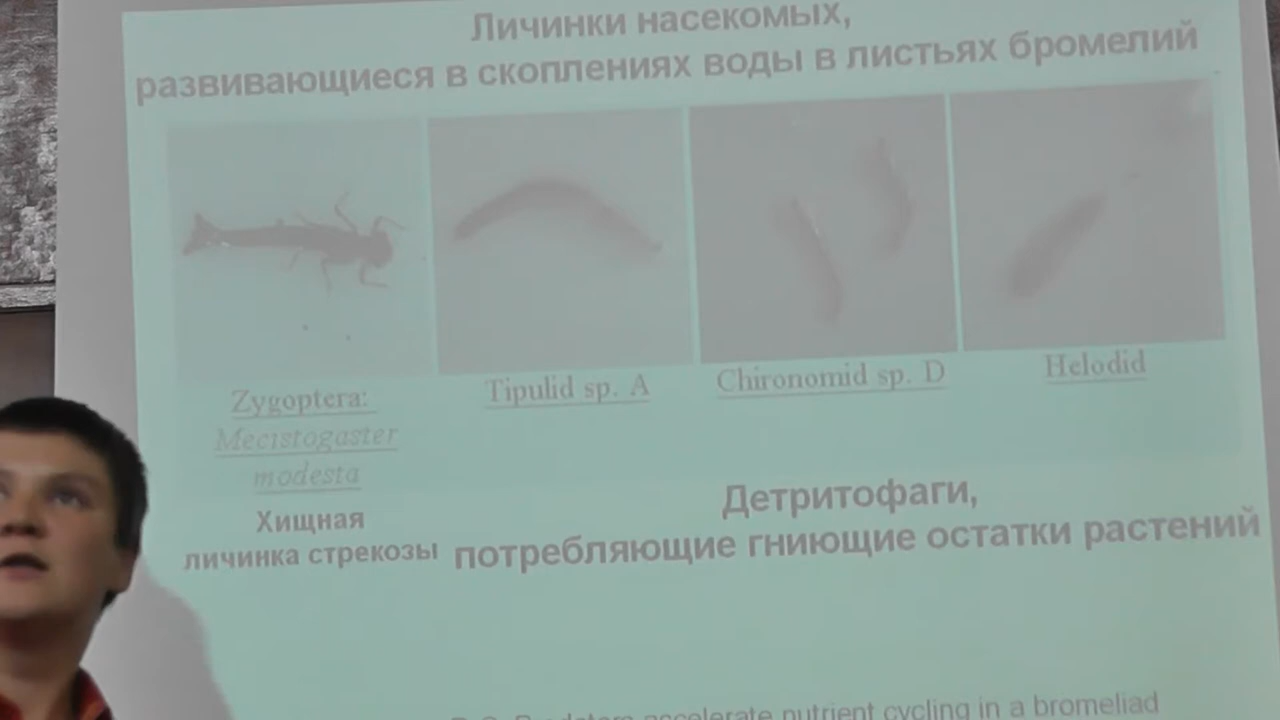 Личинки насекомых,
развивающиеся в скоплениях воды в листьях бромелий
Zygoptera:
Mecistogaster
modesta
Tipulid sp. A
Chironomid sp. D
Helodid
Хищная
личинка стрекозы
Детритофаги,
потребляющие гниющие остатки растений
accelerate nutrient cycling in a bromeliad